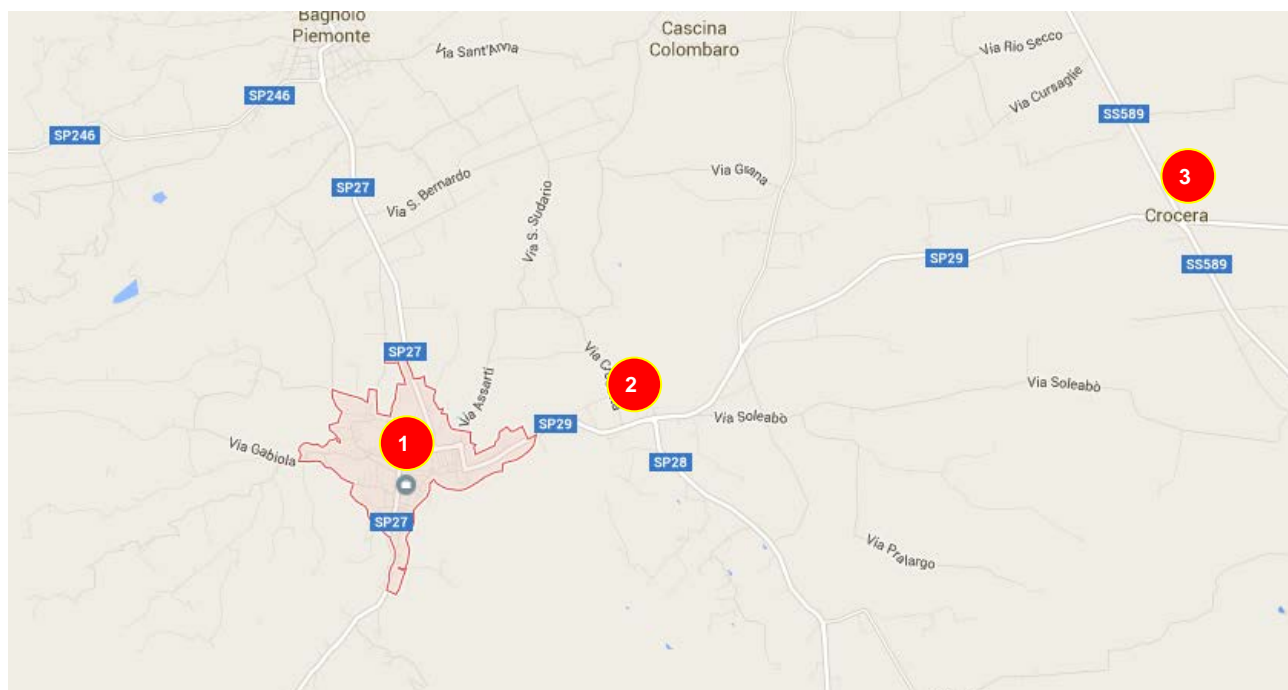 Bagnolo
Piemonte
Cascina
Colombaro
Via Sant'Anna
Via Rio Secco
Via Cursaglie
SP246
SS589
SP246
Via Grana
3
SP27
Via S. Bernardo
Via S. Sudario
Crocera
SP29
SS589
SP27
Via
2
Via Soleabò
Via Assarti
Via Soleabò
SP29
1
Via Gabiola
SP28
SP27
Via Pralargo